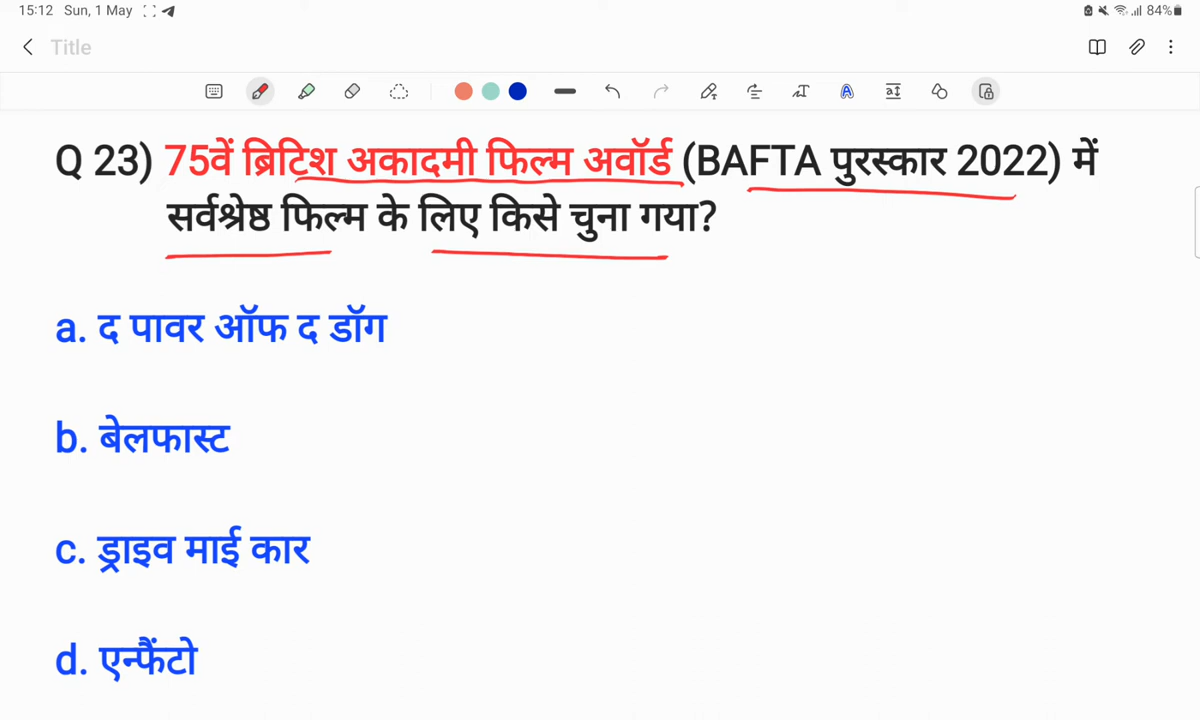 15:12 Sun, 1 May 84%
Title
Q 23) 75वें ब्रिटिश अकादमी फिल्म अवॉर्ड (BAFTA पुरस्कार 2022) में
सर्वश्रेष्ठ फिल्म के लिए किसे चुना गया?
a. द पावर ऑफ द डॉग
b. बेलफास्ट
c. ड्राइव माई कार
d. एन्फैंटो